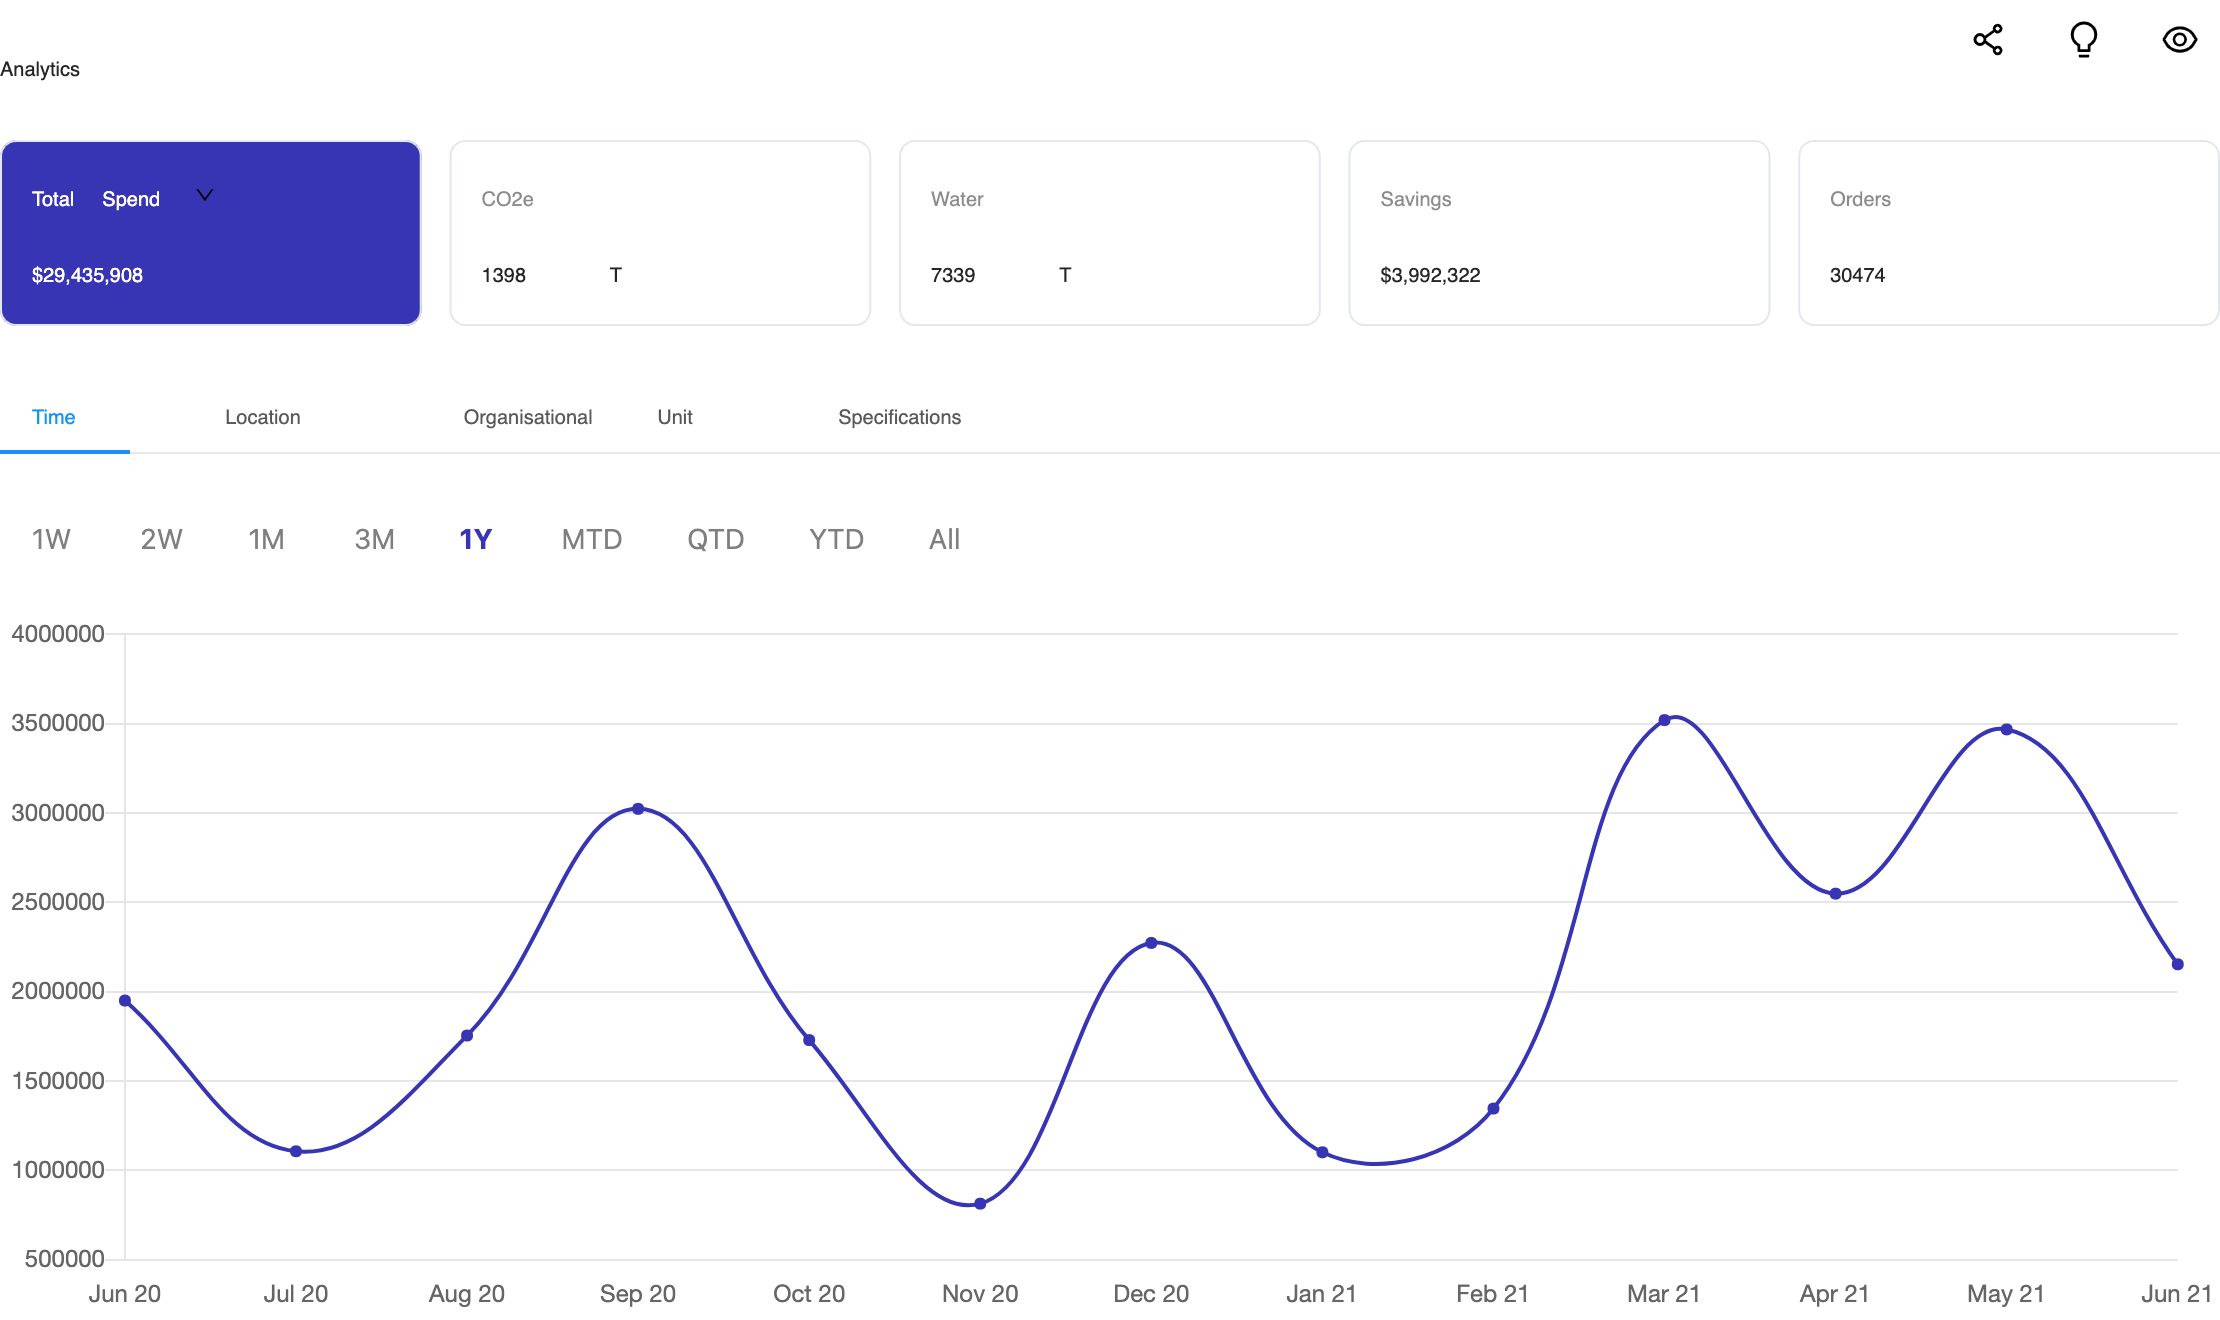 Analytics
Total Spend
$29,435,908
CO2e
1398 T
Water
7339 T
Savings
$3,992,322
Orders
30474
Time Location Organisational Unit Specifications
1W 2W 1M 3M 1Y MTD QTD YTD All
4000000
3500000
3000000
2500000
2000000
1500000
1000000
500000
Jun 20 Jul 20 Aug 20 Sep 20 Oct 20 Nov 20 Dec 20 Jan 21 Feb 21 Mar 21 Apr 21 May 21 Jun 21